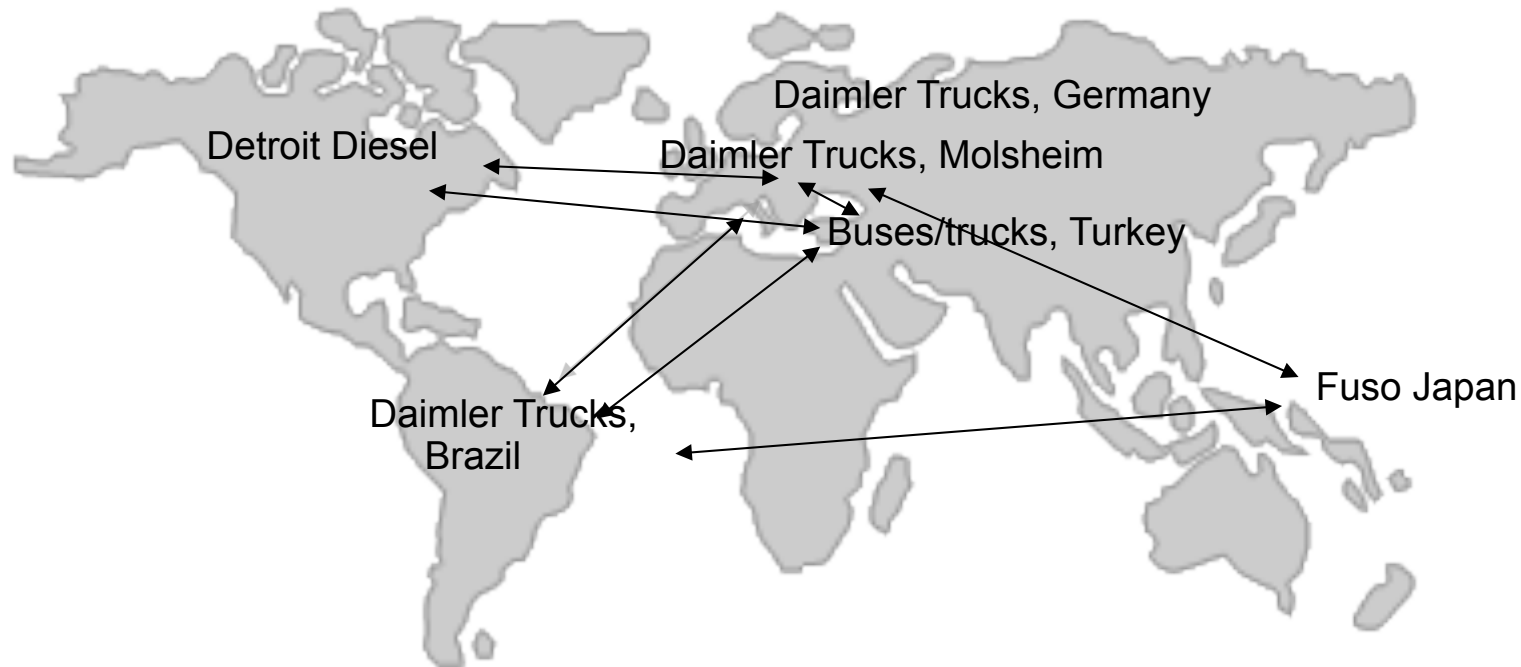 Daimler Trucks, Germany
Detroit Diesel
Daimler Trucks, Molsheim
Buses/trucks, Turkey
Fuso Japan
Daimler Trucks,
Brazil